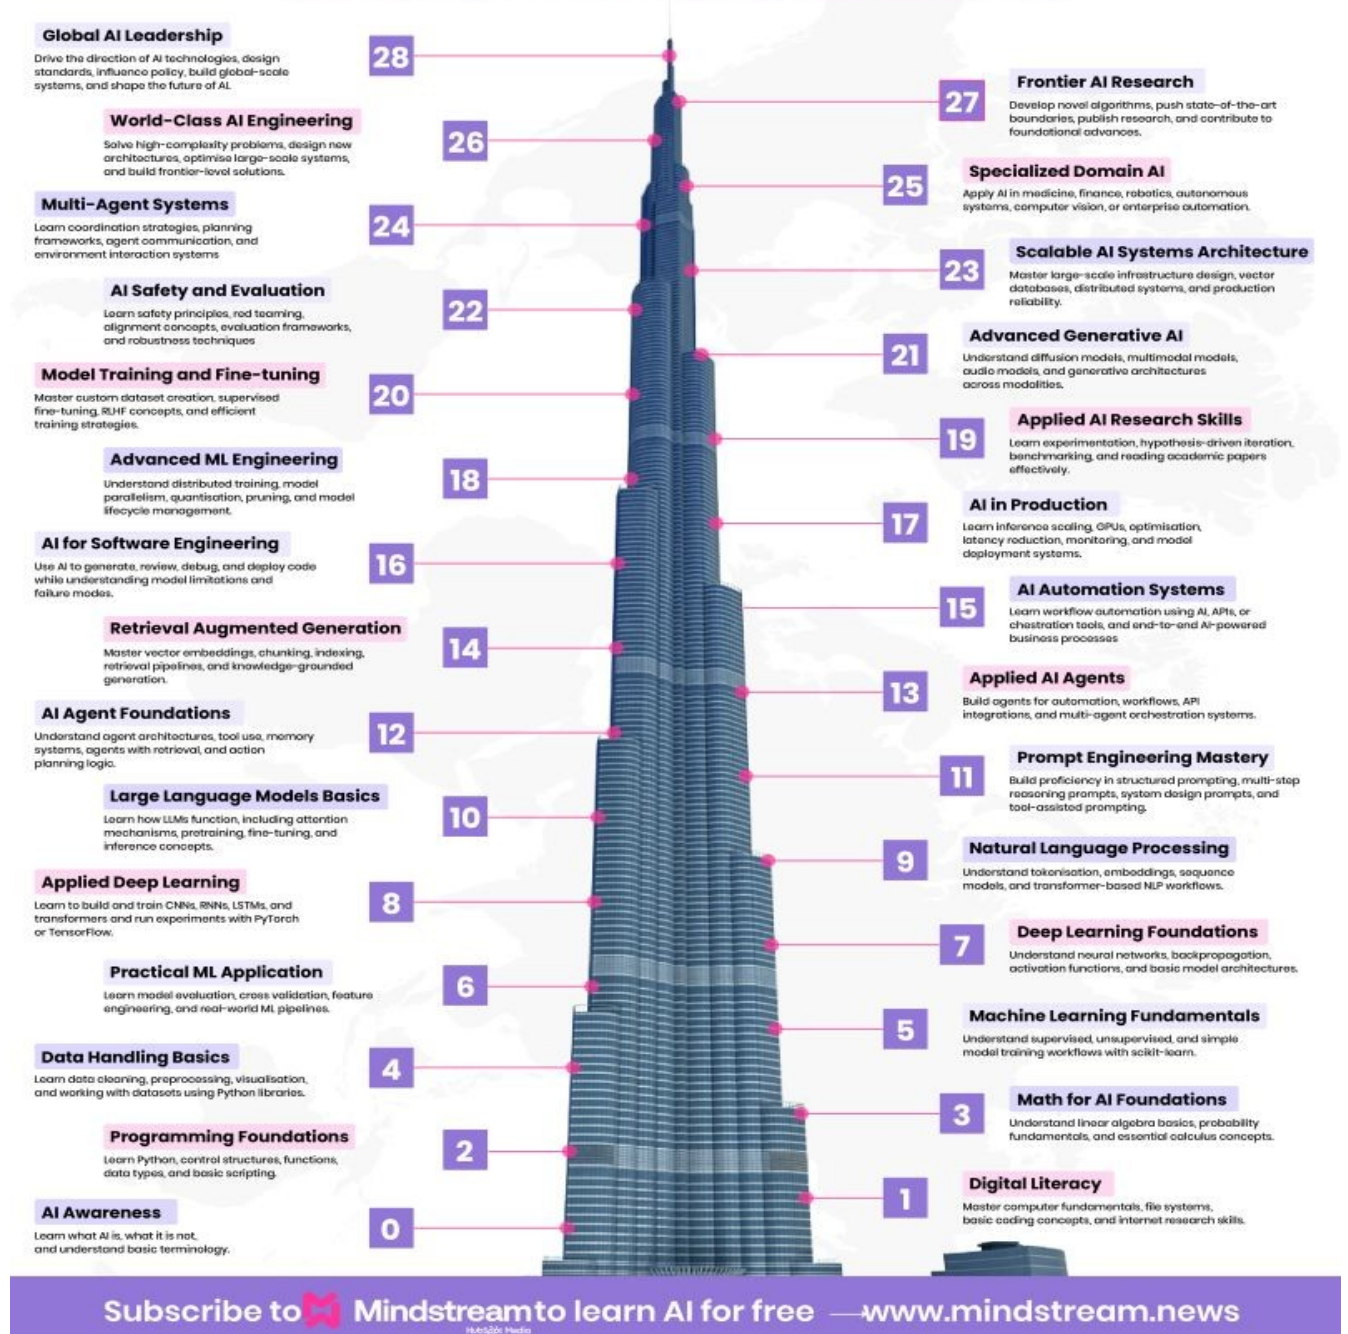 28
Global AI Leadership
Drive the direction of AI technologies, design
standards, influence policy, build global-scale
systems, and shape the future of AI.
27
Frontier AI Research
Develop novel algorithms, push state-of-the-art
boundaries, publish research, and contribute to
foundational advances.
26
World-Class AI Engineering
Solve high-complexity problems, design new
architectures, optimise large-scale systems,
and build frontier-level solutions.
25
Specialized Domain AI
Apply AI in medicine, finance, robotics, autonomous
systems, computer vision, or enterprise automation.
24
Multi-Agent Systems
Learn coordination strategies, planning
frameworks, agent communication, and
environment interaction systems
23
Scalable AI Systems Architecture
Master large-scale infrastructure design, vector
databases, distributed systems, and production
reliability.
22
AI Safety and Evaluation
Learn safety principles, red teaming,
alignment concepts, evaluation frameworks,
and robustness techniques
21
Advanced Generative AI
Understand diffusion models, multimodal models,
audio models, and generative architectures
across modalities.
20
Model Training and Fine-tuning
Master custom dataset creation, supervised
fine-tuning, RLHF concepts, and efficient
training strategies.
19
Applied AI Research Skills
Learn experimentation, hypothesis-driven iteration,
benchmarking, and reading academic papers
effectively.
18
Advanced ML Engineering
Understand distributed training, model
parallelism, quantisation, pruning, and model
lifecycle management.
17
AI in Production
Learn inference scaling, GPUs, optimisation,
latency reduction, monitoring, and model
deployment systems.
16
AI for Software Engineering
Use AI to generate, review, debug, and deploy code
while understanding model limitations and
failure modes.
15
AI Automation Systems
Learn workflow automation using AI, APIs, or
chestration tools, and end-to-end AI-powered
business processes
14
Retrieval Augmented Generation
Master vector embeddings, chunking, indexing,
retrieval pipelines, and knowledge-grounded
generation.
13
Applied AI Agents
Build agents for automation, workflows, API
integrations, and multi-agent orchestration systems.
12
AI Agent Foundations
Understand agent architectures, tool use, memory
systems, agents with retrieval, and action
planning logic.
11
Prompt Engineering Mastery
Build proficiency in structured prompting, multi-step
reasoning prompts, system design prompts, and
tool-assisted prompting.
10
Large Language Models Basics
Learn how LLMs function, including attention
mechanisms, pretraining, fine-tuning, and
inference concepts.
9
Natural Language Processing
Understand tokenisation, embeddings, sequence
models, and transformer-based NLP workflows.
8
Applied Deep Learning
Learn to build and train CNNs, RNNs, LSTMs, and
transformers and run experiments with PyTorch
or TensorFlow.
7
Deep Learning Foundations
Understand neural networks, backpropagation,
activation functions, and basic model architectures.
6
Practical ML Application
Learn model evaluation, cross validation, feature
engineering, and real-world ML pipelines.
5
Machine Learning Fundamentals
Understand supervised, unsupervised, and simple
model training workflows with scikit-learn.
4
Data Handling Basics
Learn data cleaning, preprocessing, visualisation,
and working with datasets using Python libraries.
3
Math for AI Foundations
Understand linear algebra basics, probability
fundamentals, and essential calculus concepts.
2
Programming Foundations
Learn Python, control structures, functions,
data types, and basic scripting.
1
Digital Literacy
Master computer fundamentals, file systems,
basic coding concepts, and internet research skills.
0
AI Awareness
Learn what AI is, what it is not,
and understand basic terminology.
Subscribe to Mindstream to learn AI for free → www.mindstream.news
HubSpot Media